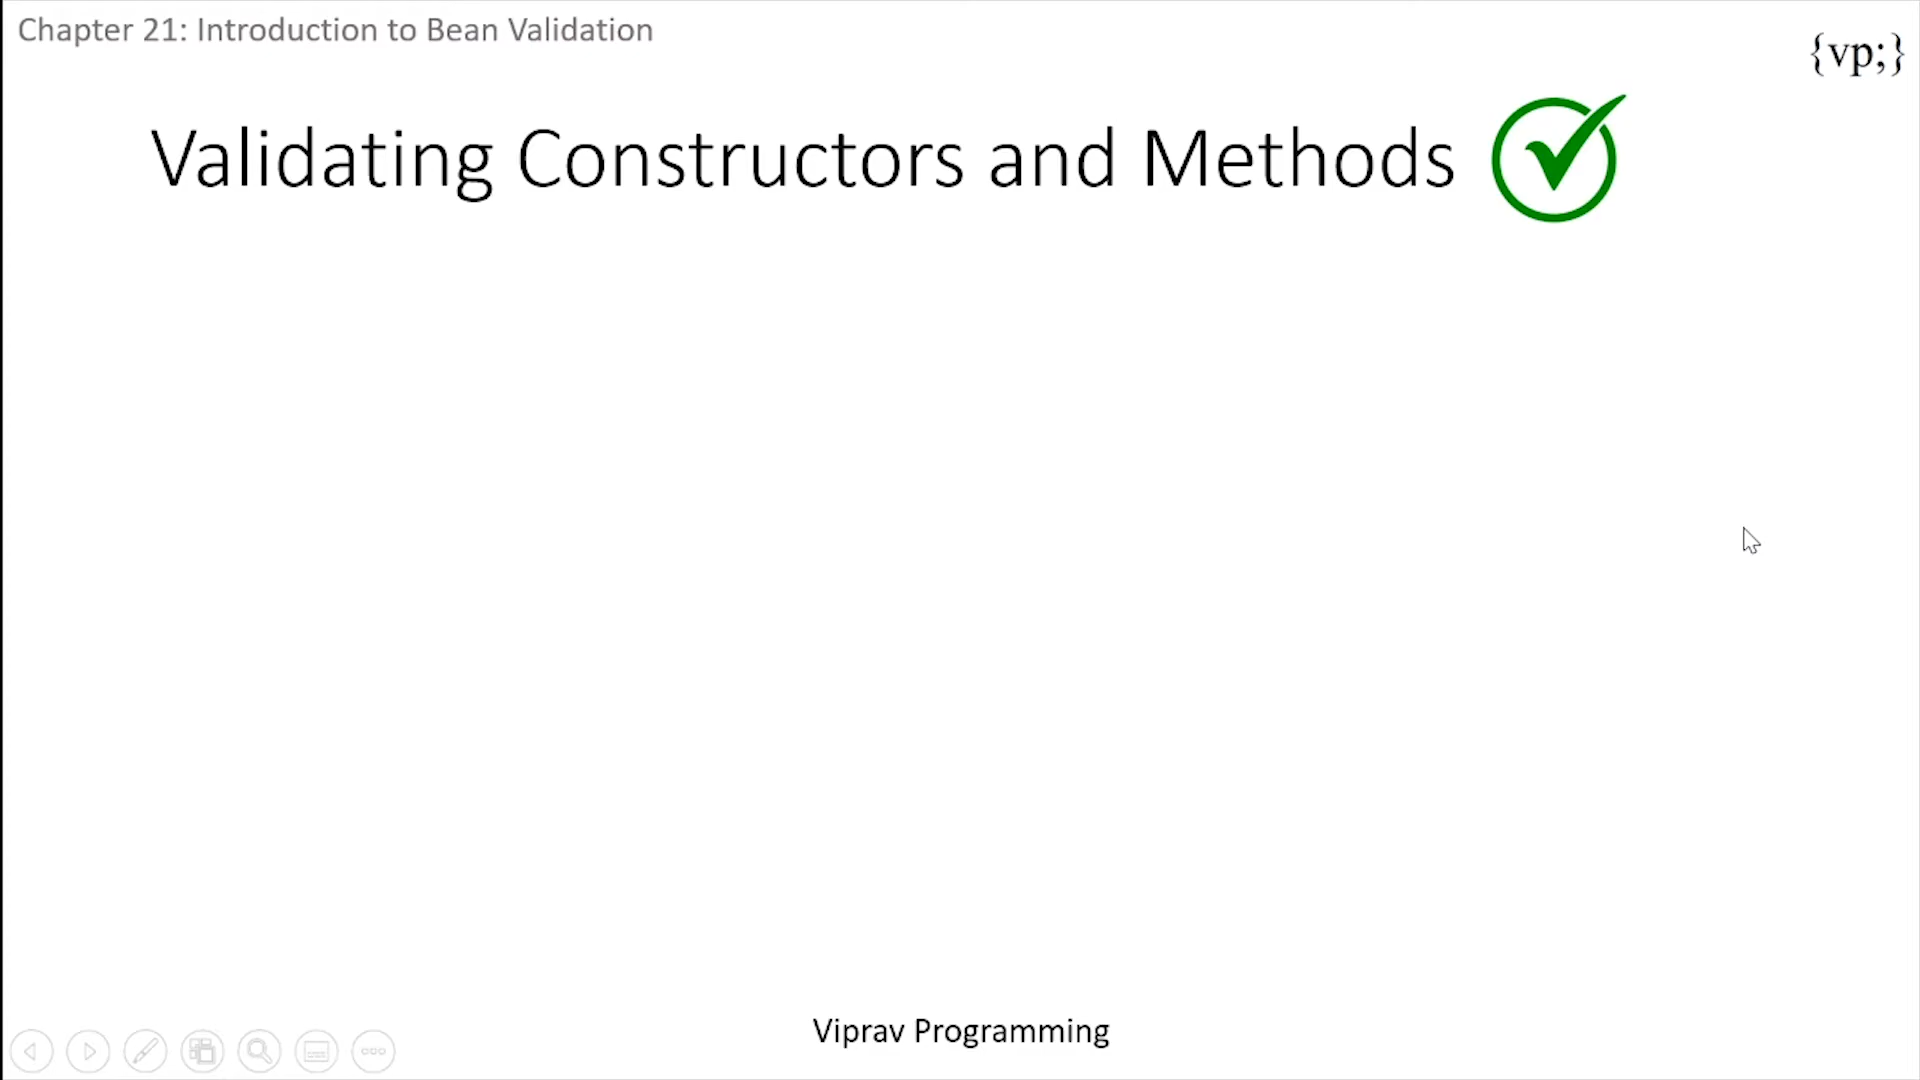 Chapter 21: Introduction to Bean Validation
{vp;}
Validating Constructors and Methods
Viprav Programming